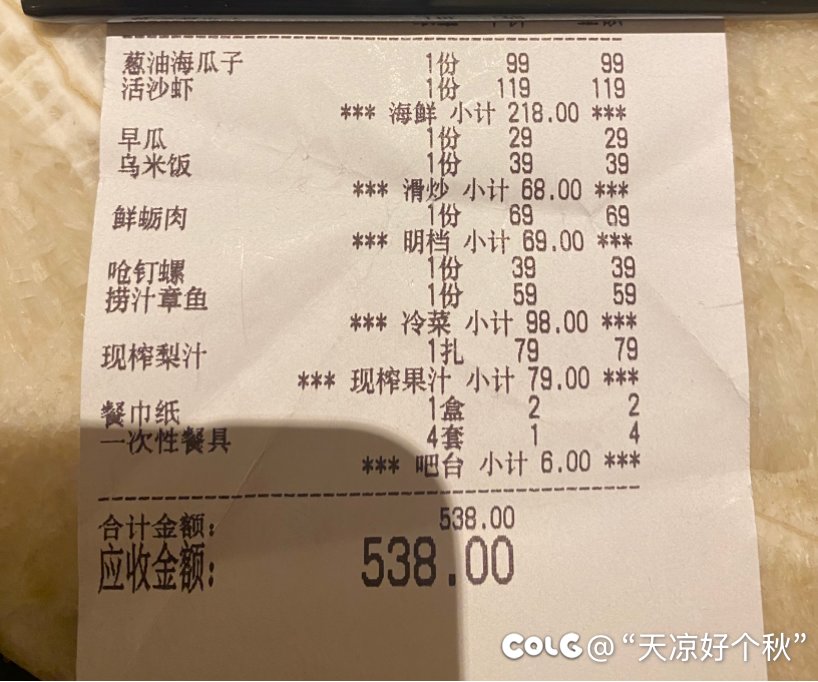 葱油海瓜子 1份 99 99
活沙虾 1份 119 119
*** 海鲜 小计 218.00 ***
早瓜 1份 29 29
乌米饭 1份 39 39
*** 滑炒 小计 68.00 ***
鲜蛎肉 1份 69 69
*** 明档 小计 69.00 ***
呛钉螺 1份 39 39
捞汁章鱼 1份 59 59
*** 冷菜 小计 98.00 ***
现榨梨汁 1扎 79 79
*** 现榨果汁 小计 79.00 ***
餐巾纸 1盒 2 2
一次性餐具 4套 1 4
*** 吧台 小计 6.00 ***
合计金额: 538.00
应收金额: 538.00
COLG@“天凉好个秋”